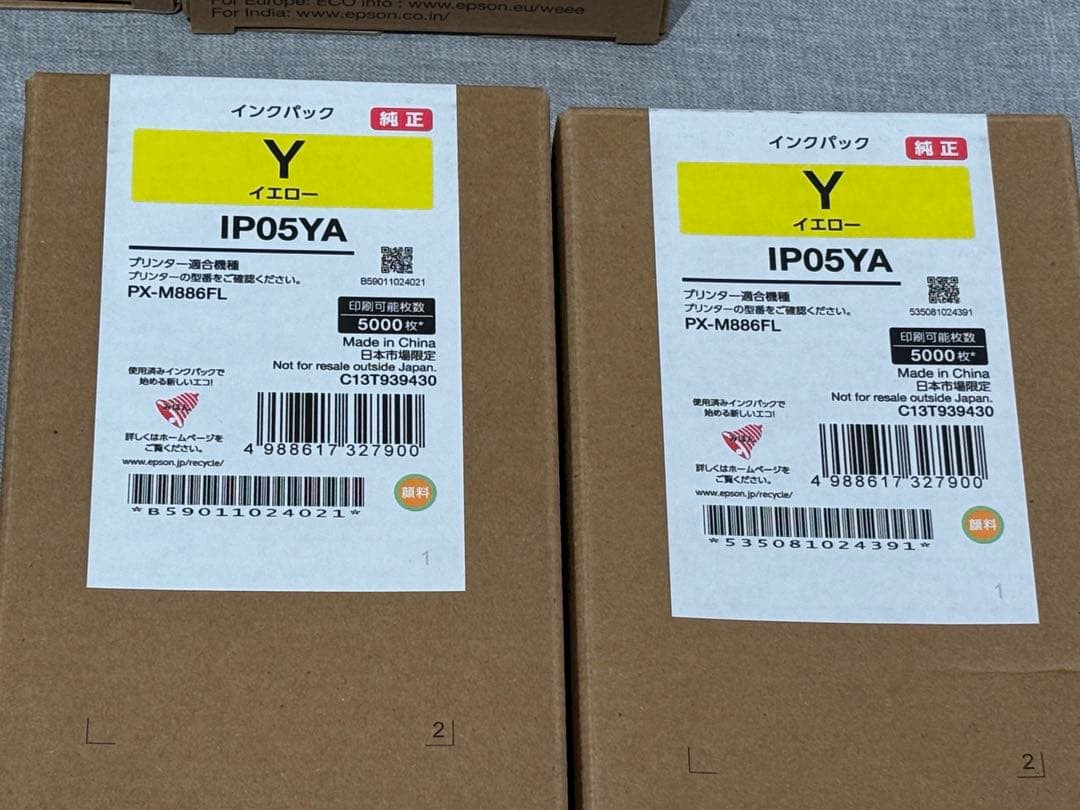 For Europe: ECO info : www.epson.eu/weee
For India: www.epson.co.in/
インクパック
純正
Y
イエロー
IP05YA
プリンター適合機種
プリンターの型番をご確認ください。
PX-M886FL
B59011024021
印刷可能枚数
5000枚*
Made in China
日本市場限定
Not for resale outside Japan.
C13T939430
使用済みインクパックで
始める新しいエコ!
みはん
詳しくはホームページを
ご覧ください。
www.epson.jp/recycle/
4 988617 327900
*B59011024021*
顔料
1
2
インクパック
純正
Y
イエロー
IP05YA
プリンター適合機種
プリンターの型番をご確認ください。
PX-M886FL
535081024391
印刷可能枚数
5000枚*
Made in China
日本市場限定
Not for resale outside Japan.
C13T939430
使用済みインクパックで
始める新しいエコ!
みはん
詳しくはホームページを
ご覧ください。
www.epson.jp/recycle/
4 988617 327900
*535081024391*
顔料
1
2